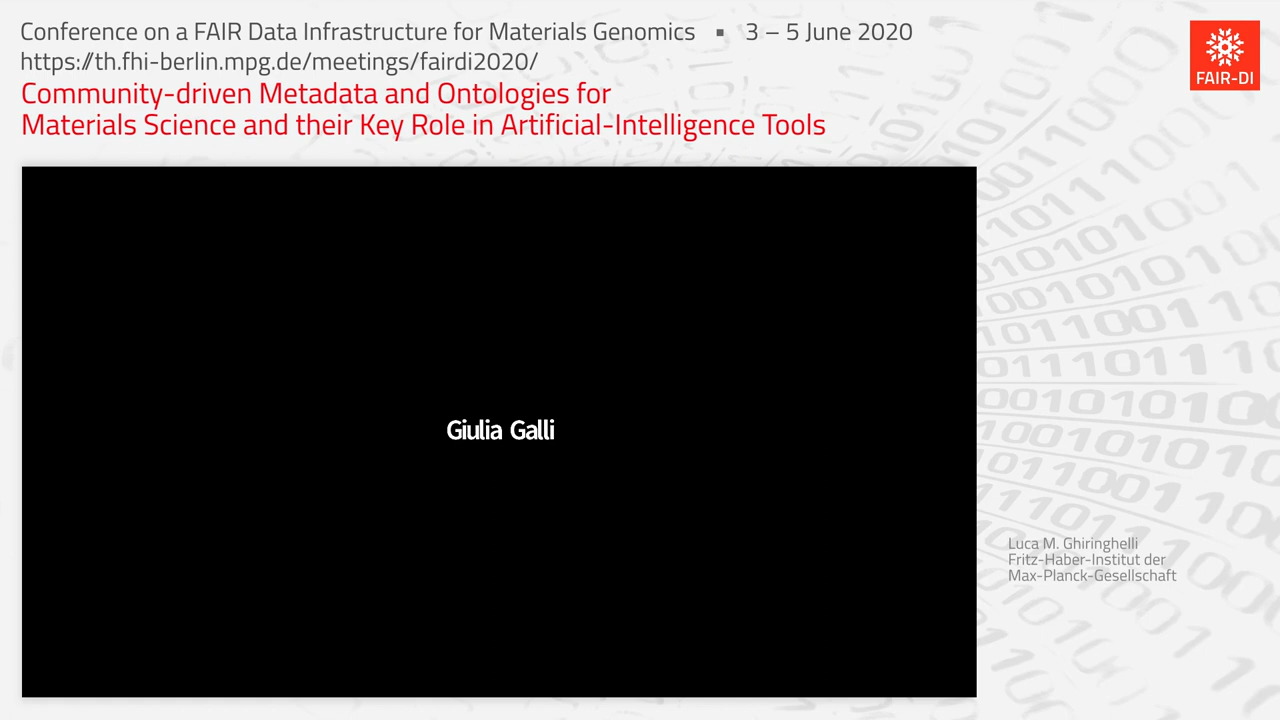 Conference on a FAIR Data Infrastructure for Materials Genomics ▪ 3 – 5 June 2020
https://th.fhi-berlin.mpg.de/meetings/fairdi2020/
Community-driven Metadata and Ontologies for
Materials Science and their Key Role in Artificial-Intelligence Tools
FAIR-DI
Giulia Galli
Luca M. Ghiringhelli
Fritz-Haber-Institut der
Max-Planck-Gesellschaft